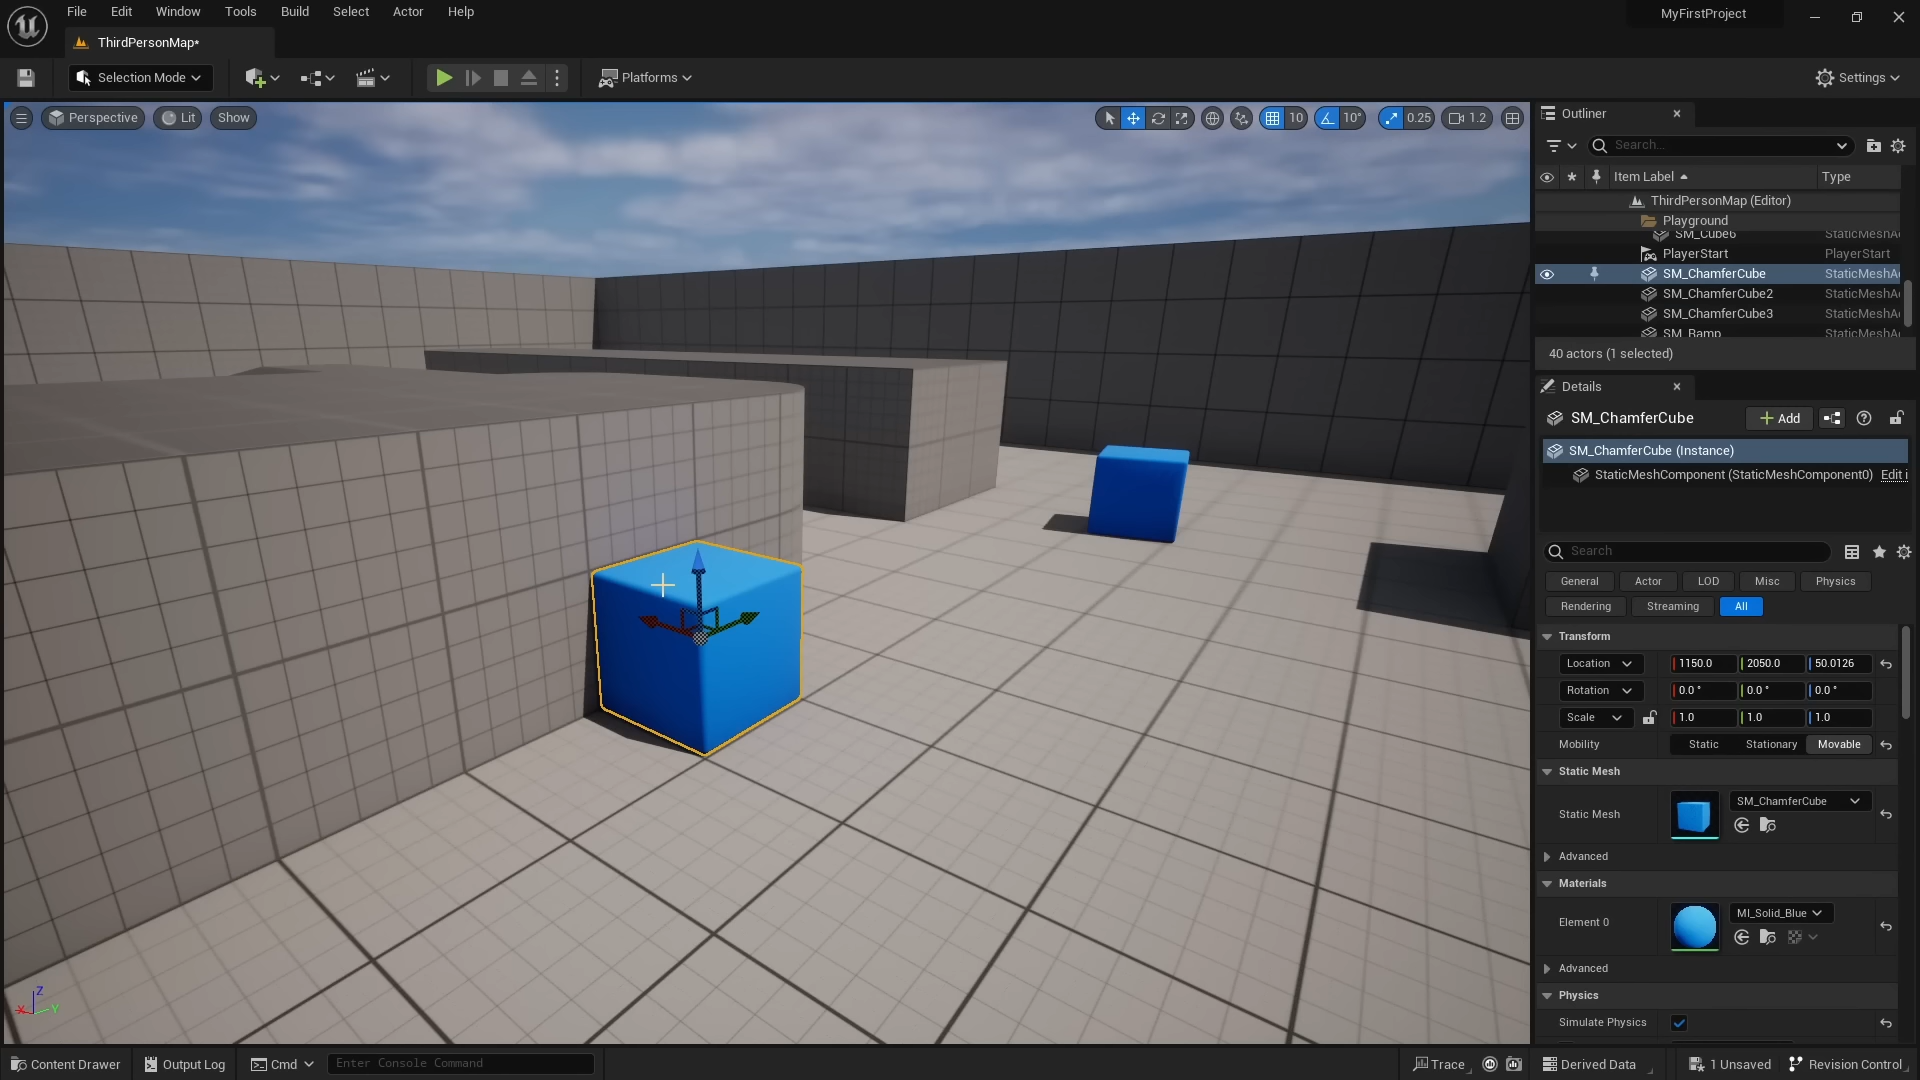 File Edit Window Tools Build Select Actor Help
MyFirstProject
ThirdPersonMap*
Selection Mode
Platforms
Settings
Perspective Lit Show
10 10° 0.25 1.2
Outliner
Search...
Item Label Type
ThirdPersonMap (Editor)
Playground
SM_Cube6 StaticMeshA
PlayerStart PlayerStart
SM_ChamferCube StaticMeshA
SM_ChamferCube2 StaticMeshA
SM_ChamferCube3 StaticMeshA
SM_Ramp StaticMeshA
40 actors (1 selected)
Details
SM_ChamferCube + Add
SM_ChamferCube (Instance)
StaticMeshComponent (StaticMeshComponent0) Edit i
Search
General Actor LOD Misc Physics
Rendering Streaming All
Transform
Location 1150.0 2050.0 50.0126
Rotation 0.0 ° 0.0 ° 0.0 °
Scale 1.0 1.0 1.0
Mobility Static Stationary Movable
Static Mesh
Static Mesh SM_ChamferCube
Advanced
Materials
Element 0 MI_Solid_Blue
Advanced
Physics
Simulate Physics
Z
X Y
Content Drawer Output Log Cmd Enter Console Command Trace Derived Data 1 Unsaved Revision Control